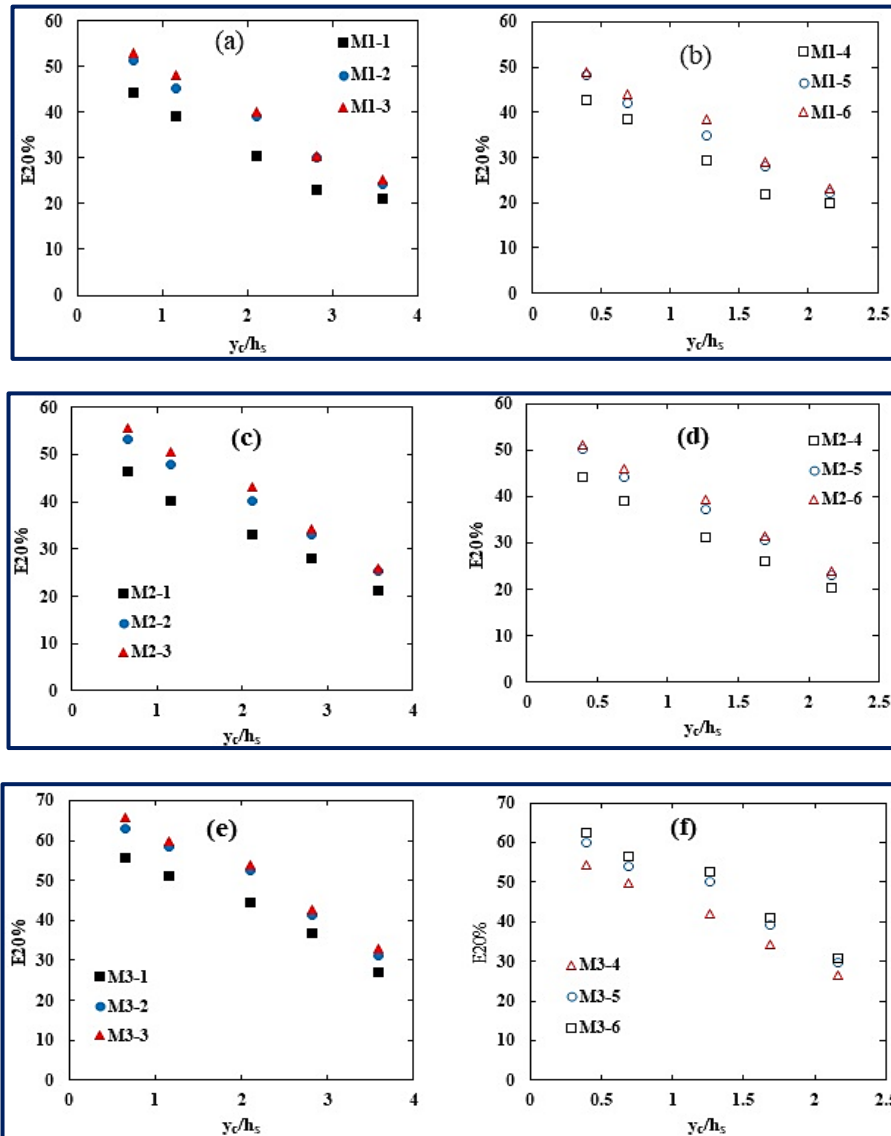 60
50
40
30
20
10
0
E20%
(a)
M1-1
M1-2
M1-3
0 1 2 3 4
yc/hs
60
50
40
30
20
10
0
E20%
(b)
M1-4
M1-5
M1-6
0 0.5 1 1.5 2 2.5
yc/hs
60
50
40
30
20
10
0
E20%
(c)
M2-1
M2-2
M2-3
0 1 2 3 4
yc/hs
60
50
40
30
20
10
0
E20%
(d)
M2-4
M2-5
M2-6
0 0.5 1 1.5 2 2.5
yc/hs
70
60
50
40
30
20
10
0
E20%
(e)
M3-1
M3-2
M3-3
0 1 2 3 4
yc/hs
70
60
50
40
30
20
10
0
E20%
(f)
M3-4
M3-5
M3-6
0 0.5 1 1.5 2 2.5
yc/hs